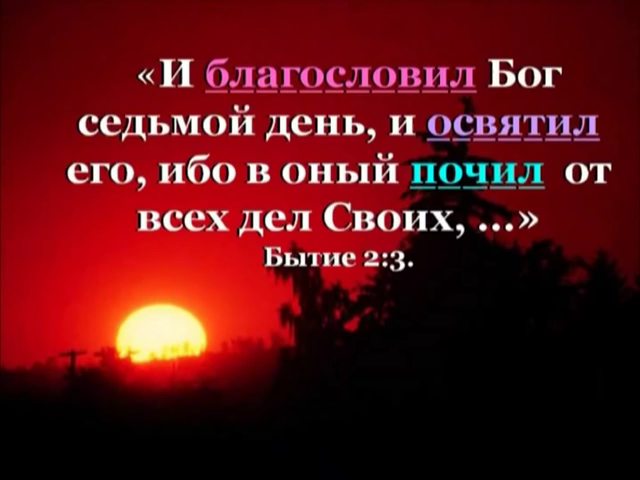 «И благословил Бог
седьмой день, и освятил
его, ибо в оный почил от
всех дел Своих, ...»
Бытие 2:3.